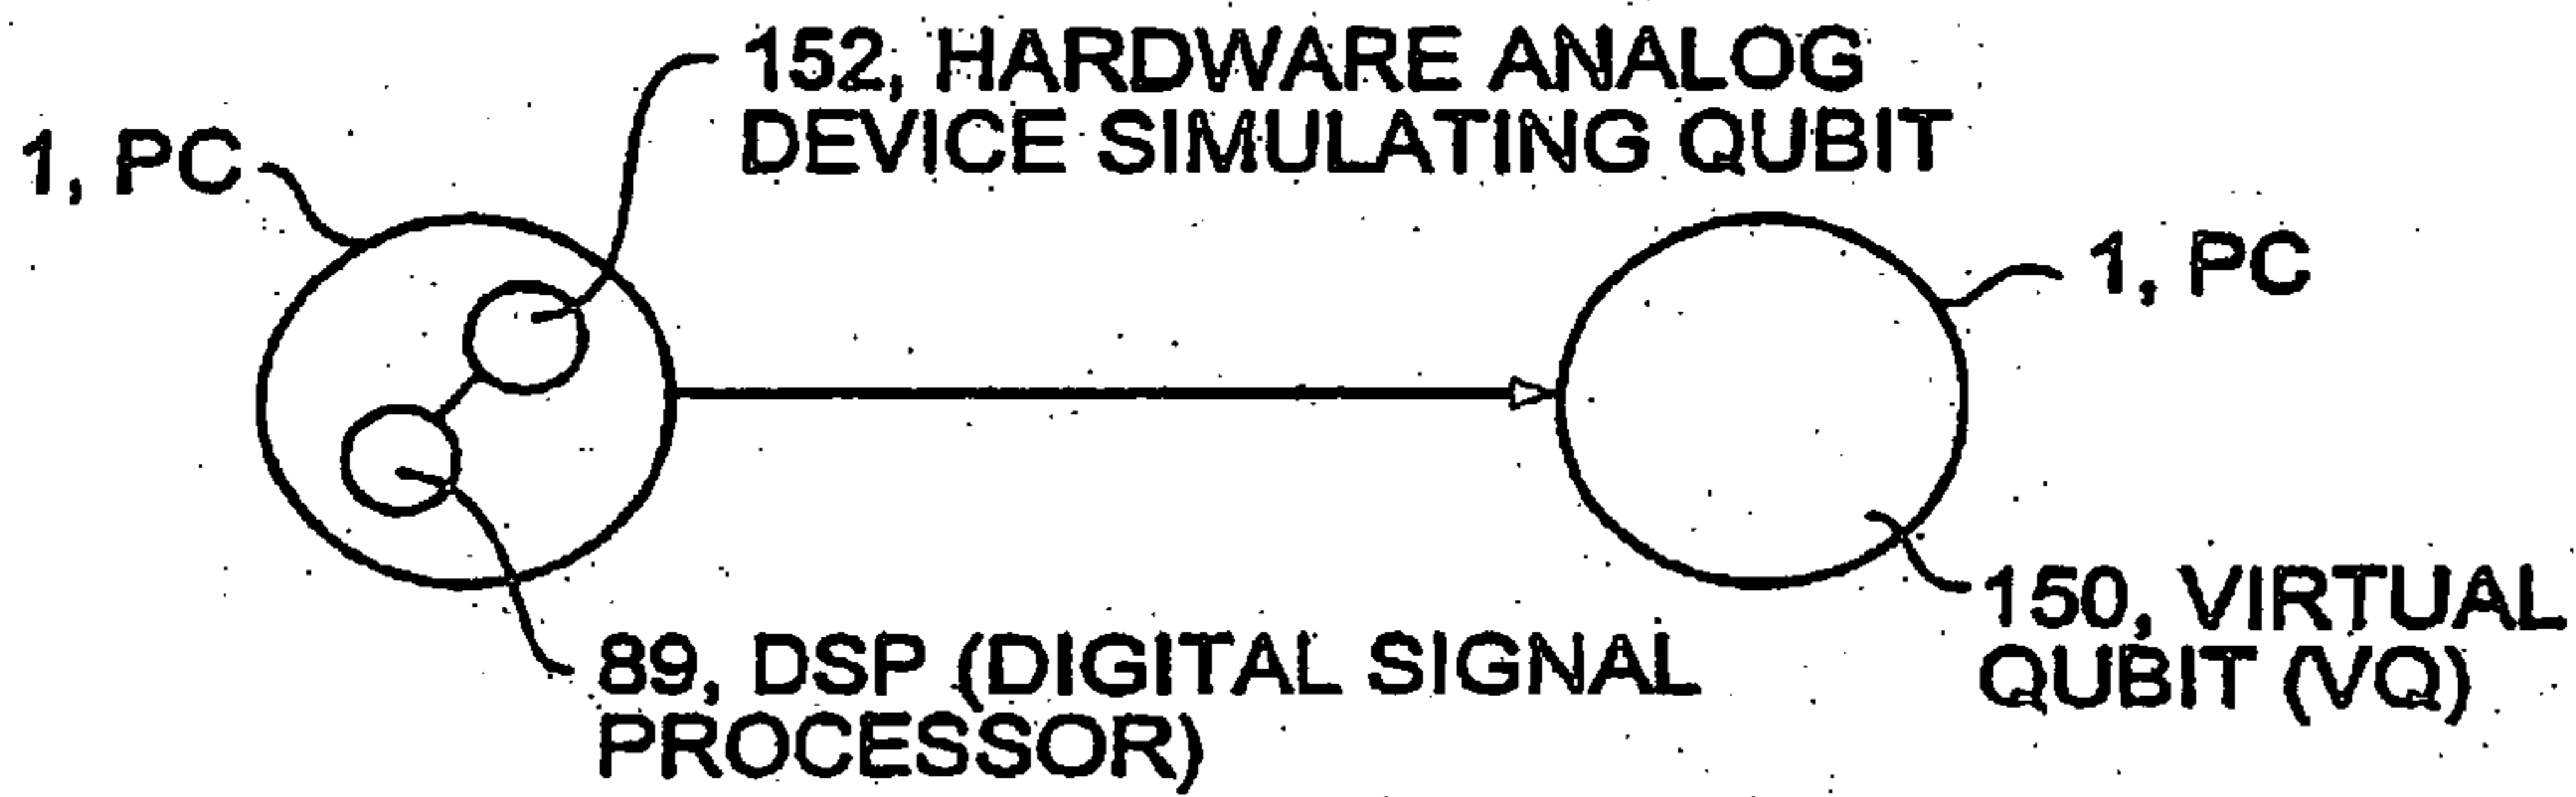 152, HARDWARE ANALOG
DEVICE SIMULATING QUBIT
1, PC
1, PC
150, VIRTUAL
QUBIT (VQ)
89, DSP (DIGITAL SIGNAL
PROCESSOR)